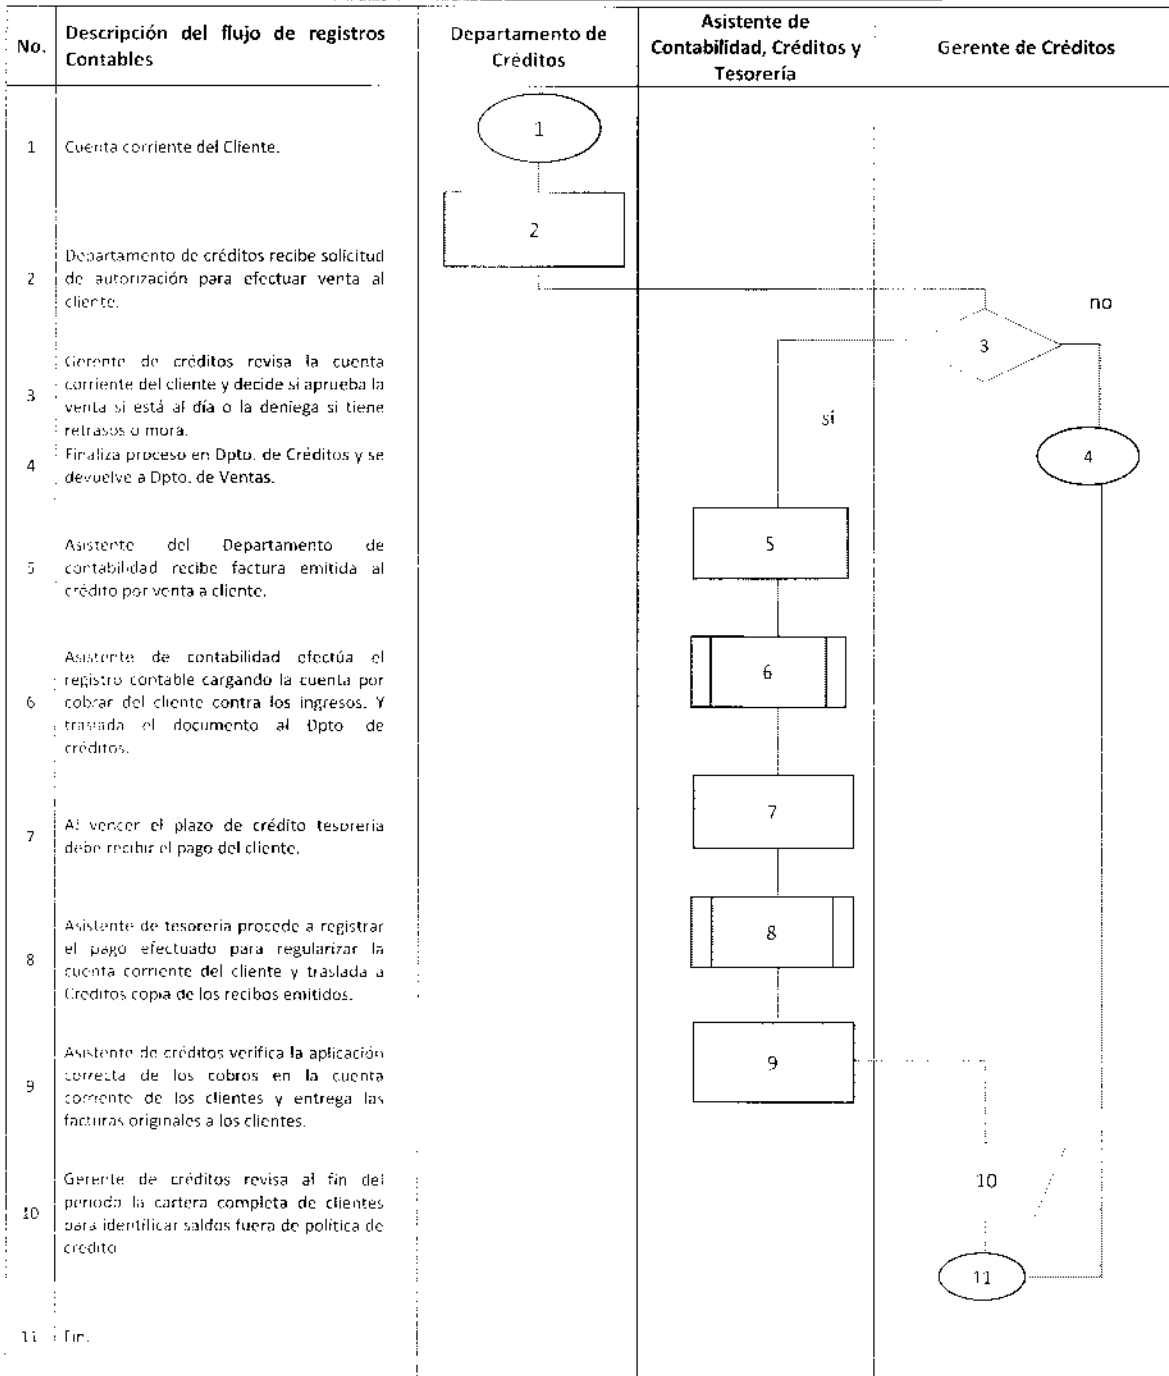 No.
Descripción del flujo de registros
Contables
Departamento de
Créditos
Asistente de
Contabilidad, Créditos y
Tesorería
Gerente de Créditos
1
Cuenta corriente del Cliente.
1
2
2
Departamento de créditos recibe solicitud
de autorización para efectuar venta al
cliente.
no
3
3
Gerente de créditos revisa la cuenta
corriente del cliente y decide si aprueba la
venta si está al día o la deniega si tiene
retrasos o mora.
sí
4
Finaliza proceso en Dpto. de Créditos y se
devuelve a Dpto. de Ventas.
4
5
Asistente del Departamento de
contabilidad recibe factura emitida al
crédito por venta a cliente.
5
6
Asistente de contabilidad efectúa el
registro contable cargando la cuenta por
cobrar del cliente contra los ingresos. Y
traslada el documento al Dpto de
créditos.
6
7
Al vencer el plazo de crédito tesorería
debe recibir el pago del cliente.
7
8
Asistente de tesorería procede a registrar
el pago efectuado para regularizar la
cuenta corriente del cliente y traslada a
Créditos copia de los recibos emitidos.
8
9
Asistente de créditos verifica la aplicación
correcta de los cobros en la cuenta
corriente de los clientes y entrega las
facturas originales a los clientes.
9
10
Gerente de créditos revisa al fin del
periodo la cartera completa de clientes
para identificar saldos fuera de política de
crédito
10
11
11
Fin.